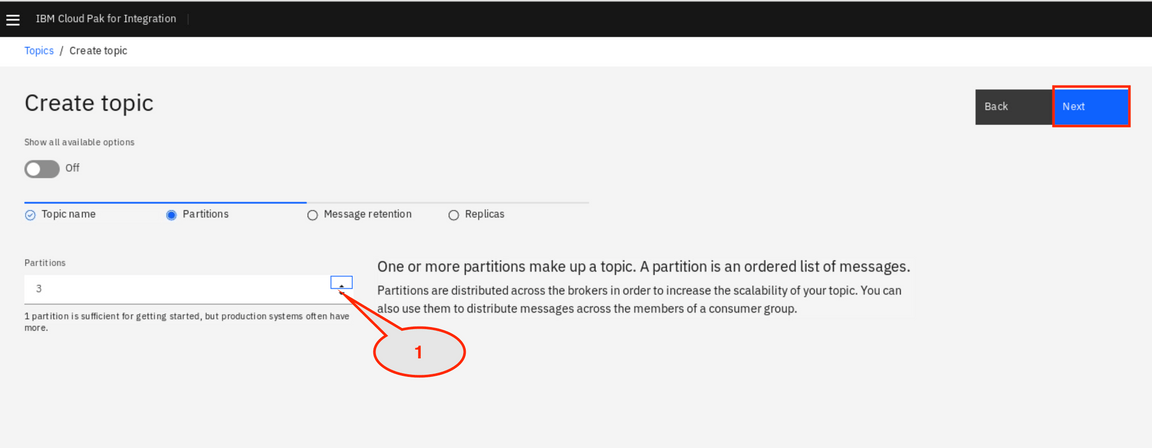 IBM Cloud Pak for Integration
Topics / Create topic
Create topic
Back
Next
Show all available options
Off
Topic name
Partitions
Message retention
Replicas
Partitions
3
1 partition is sufficient for getting started, but production systems often have
more.
One or more partitions make up a topic. A partition is an ordered list of messages.
Partitions are distributed across the brokers in order to increase the scalability of your topic. You can
also use them to distribute messages across the members of a consumer group.
1